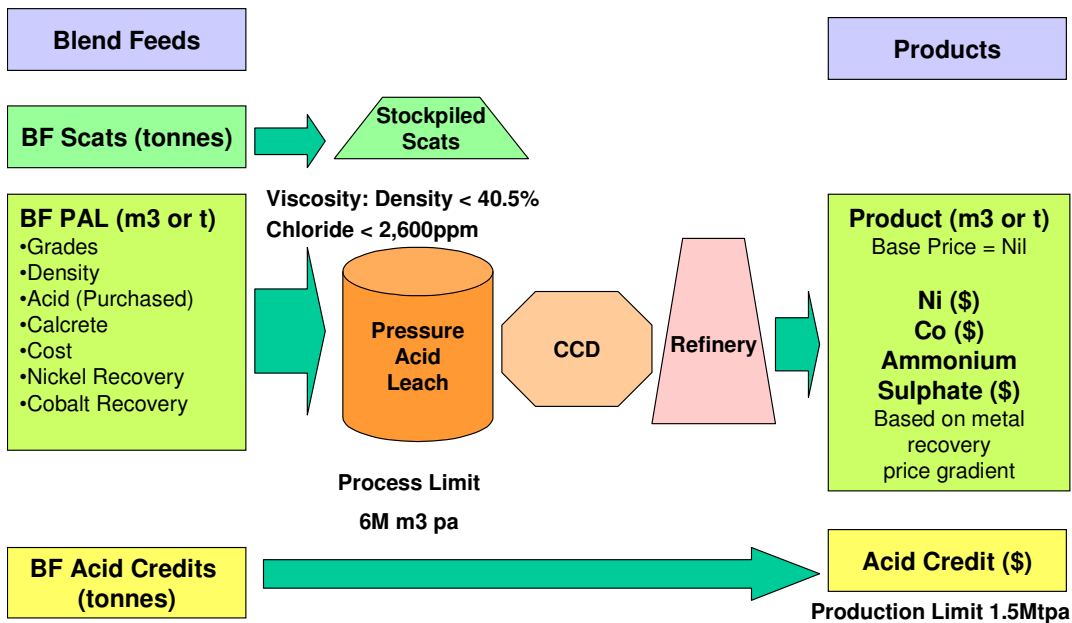 Blend Feeds
Products
BF Scats (tonnes)
Stockpiled
Scats
Viscosity: Density < 40.5%
Chloride < 2,600ppm
BF PAL (m3 or t)
•Grades
•Density
•Acid (Purchased)
•Calcrete
•Cost
•Nickel Recovery
•Cobalt Recovery
Pressure
Acid
Leach
CCD
Refinery
Product (m3 or t)
Base Price = Nil
Ni ($)
Co ($)
Ammonium
Sulphate ($)
Based on metal
recovery
price gradient
Process Limit
6M m3 pa
BF Acid Credits
(tonnes)
Acid Credit ($)
Production Limit 1.5Mtpa